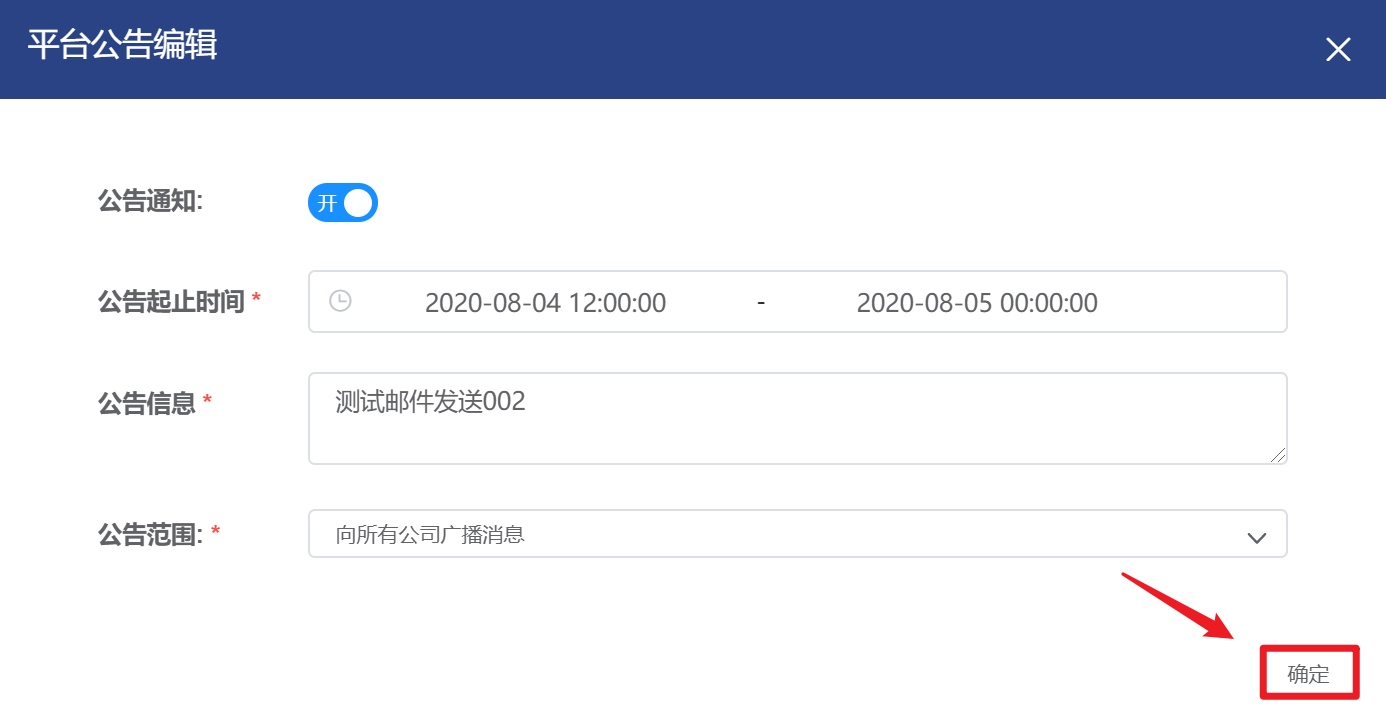 平台公告编辑
公告通知: 开
公告起止时间 * 2020-08-04 12:00:00 - 2020-08-05 00:00:00
公告信息 * 测试邮件发送002
公告范围: * 向所有公司广播消息
确定